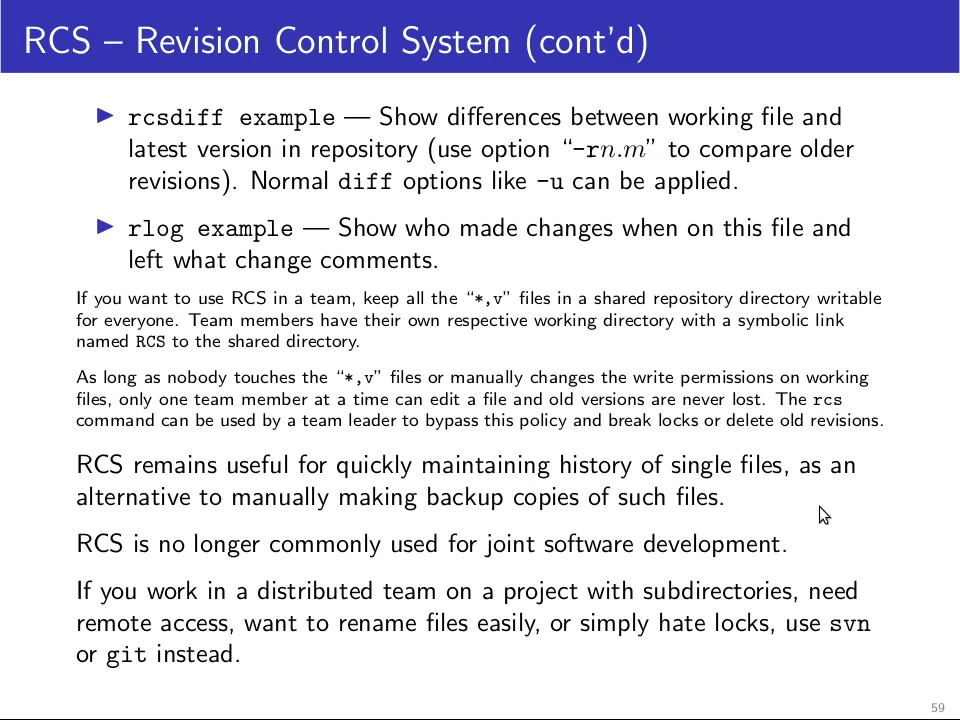 RCS – Revision Control System (cont’d)
▶ rcsdiff example — Show differences between working file and
latest version in repository (use option “-rn.m” to compare older
revisions). Normal diff options like -u can be applied.
▶ rlog example — Show who made changes when on this file and
left what change comments.
If you want to use RCS in a team, keep all the “*,v” files in a shared repository directory writable
for everyone. Team members have their own respective working directory with a symbolic link
named RCS to the shared directory.
As long as nobody touches the “*,v” files or manually changes the write permissions on working
files, only one team member at a time can edit a file and old versions are never lost. The rcs
command can be used by a team leader to bypass this policy and break locks or delete old revisions.
RCS remains useful for quickly maintaining history of single files, as an
alternative to manually making backup copies of such files.
RCS is no longer commonly used for joint software development.
If you work in a distributed team on a project with subdirectories, need
remote access, want to rename files easily, or simply hate locks, use svn
or git instead.
59